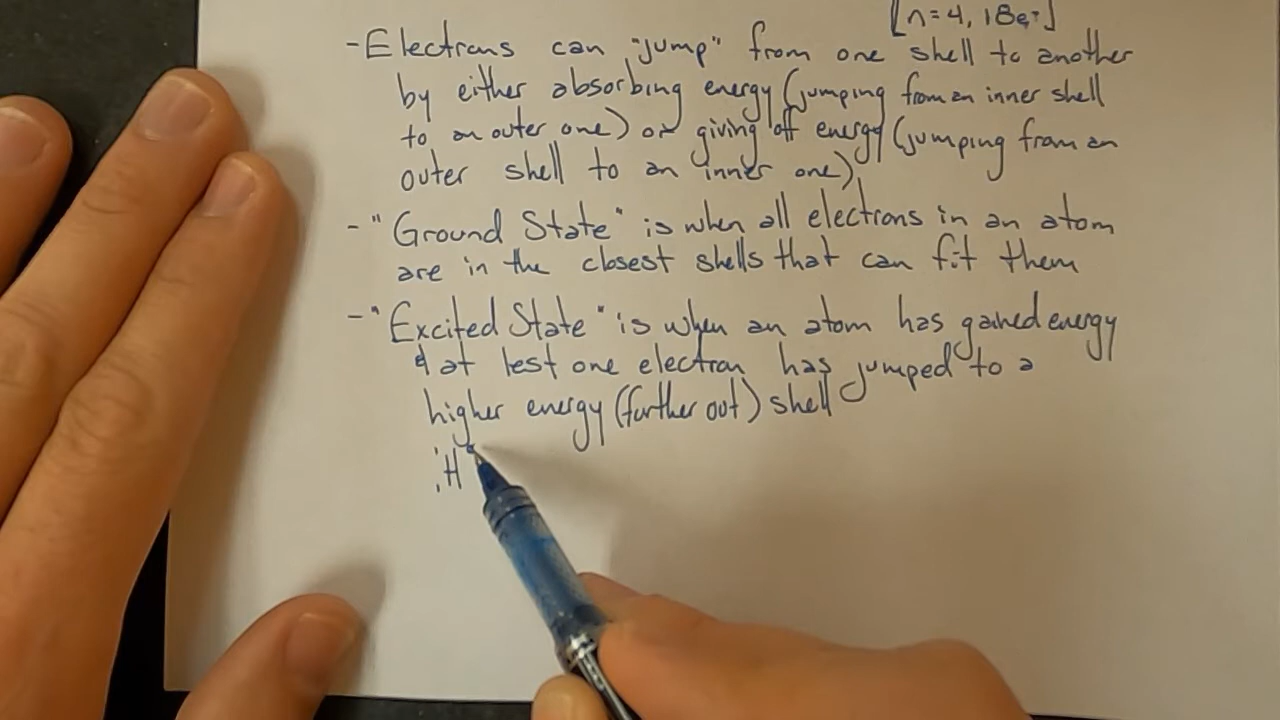 [n=4, 18e⁻]
- Electrons can "jump" from one shell to another
by either absorbing energy (jumping from an inner shell
to an outer one) or giving off energy (jumping from an
outer shell to an inner one).
- "Ground State" is when all electrons in an atom
are in the closest shells that can fit them
- "Excited State" is when an atom has gained energy
& at lest one electron has jumped to a
higher energy (further out) shell
H